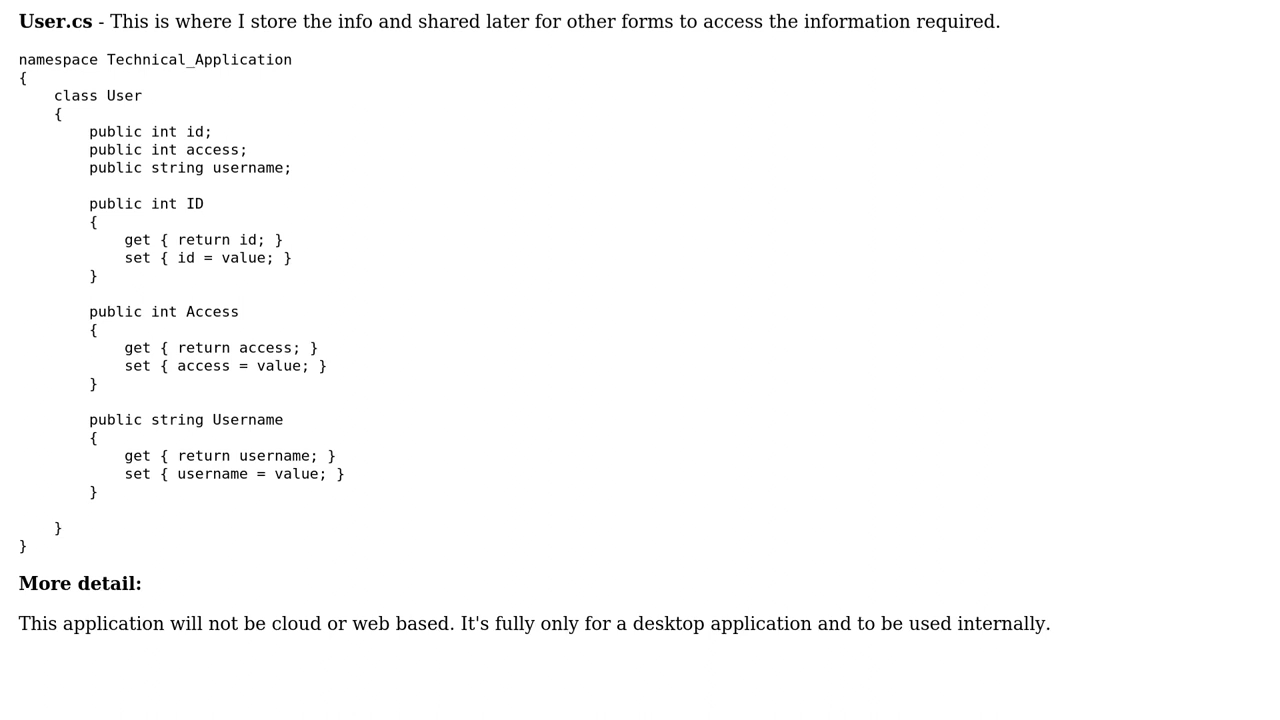 User.cs - This is where I store the info and shared later for other forms to access the information required.
namespace Technical_Application
{
    class User
    {
        public int id;
        public int access;
        public string username;

        public int ID
        {
            get { return id; }
            set { id = value; }
        }

        public int Access
        {
            get { return access; }
            set { access = value; }
        }

        public string Username
        {
            get { return username; }
            set { username = value; }
        }

    }
}
More detail:
This application will not be cloud or web based. It's fully only for a desktop application and to be used internally.